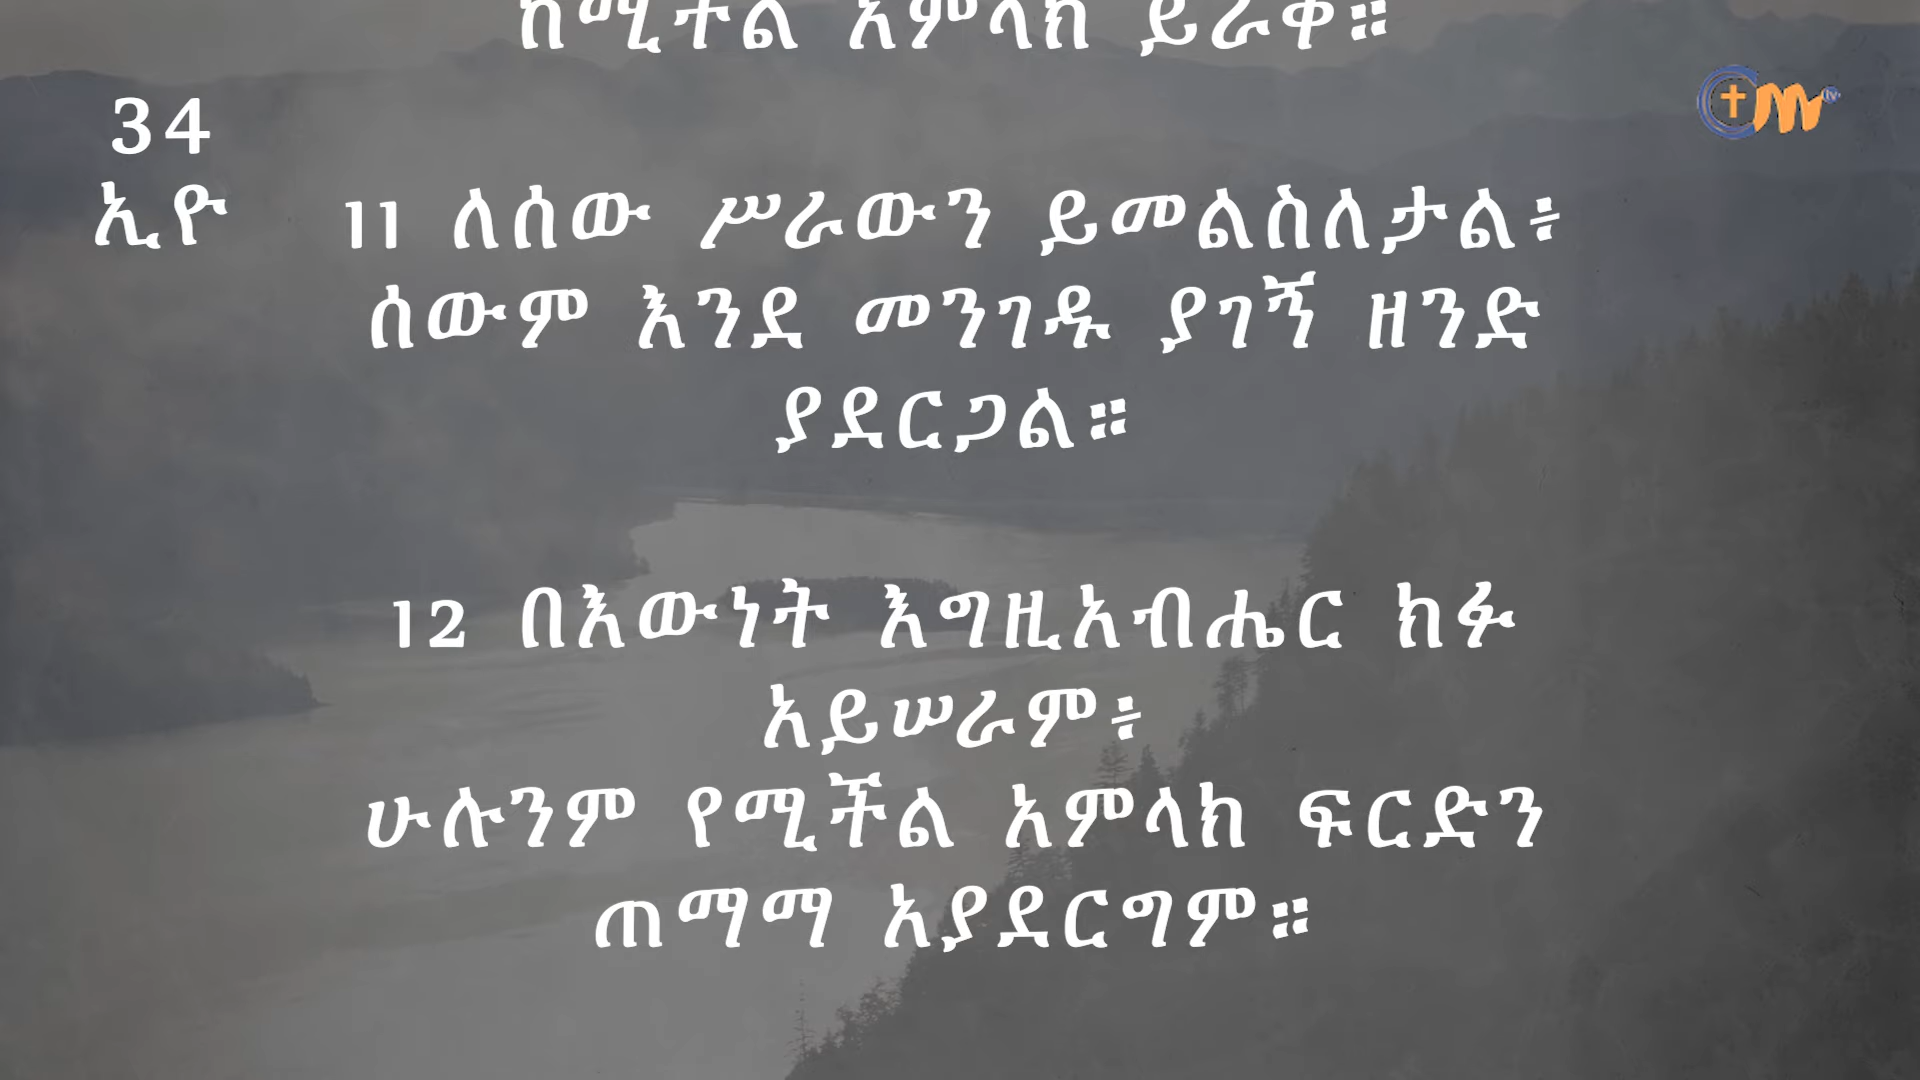 ከሚችል አምላክ ይራቀ።
34
ኢዮ
11 ለሰው ሥራውን ይመልስለታል፥
ሰውም እንደ መንገዱ ያገኝ ዘንድ
ያደርጋል።
12 በእውነት እግዚአብሔር ክፉ
አይሠራም፥
ሁሉንም የሚችል አምላክ ፍርድን
ጠማማ አያደርግም።